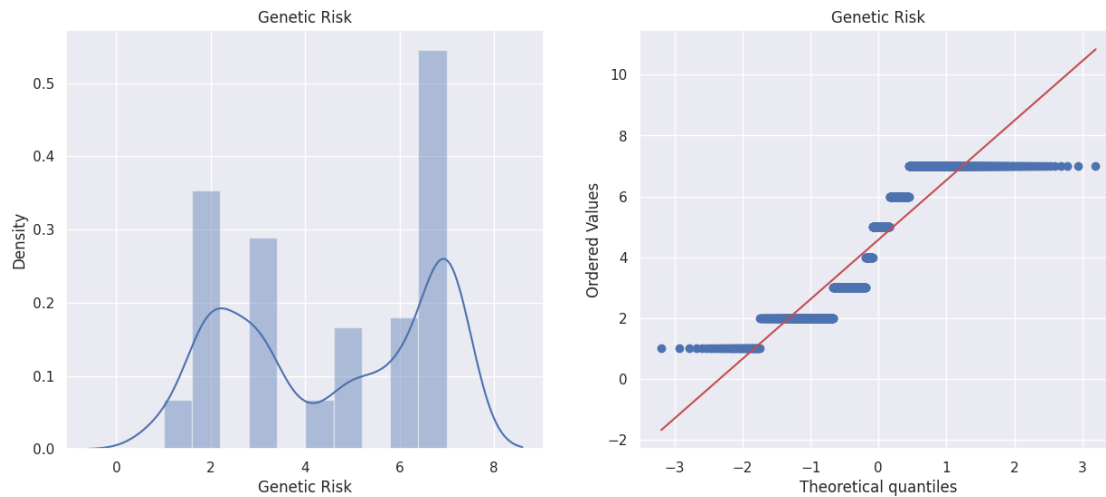 Genetic Risk
0.5
0.4
0.3
0.2
0.1
0.0
Density
0 2 4 6 8
Genetic Risk
Genetic Risk
10
8
6
4
2
0
−2
Ordered Values
−3 −2 −1 0 1 2 3
Theoretical quantiles